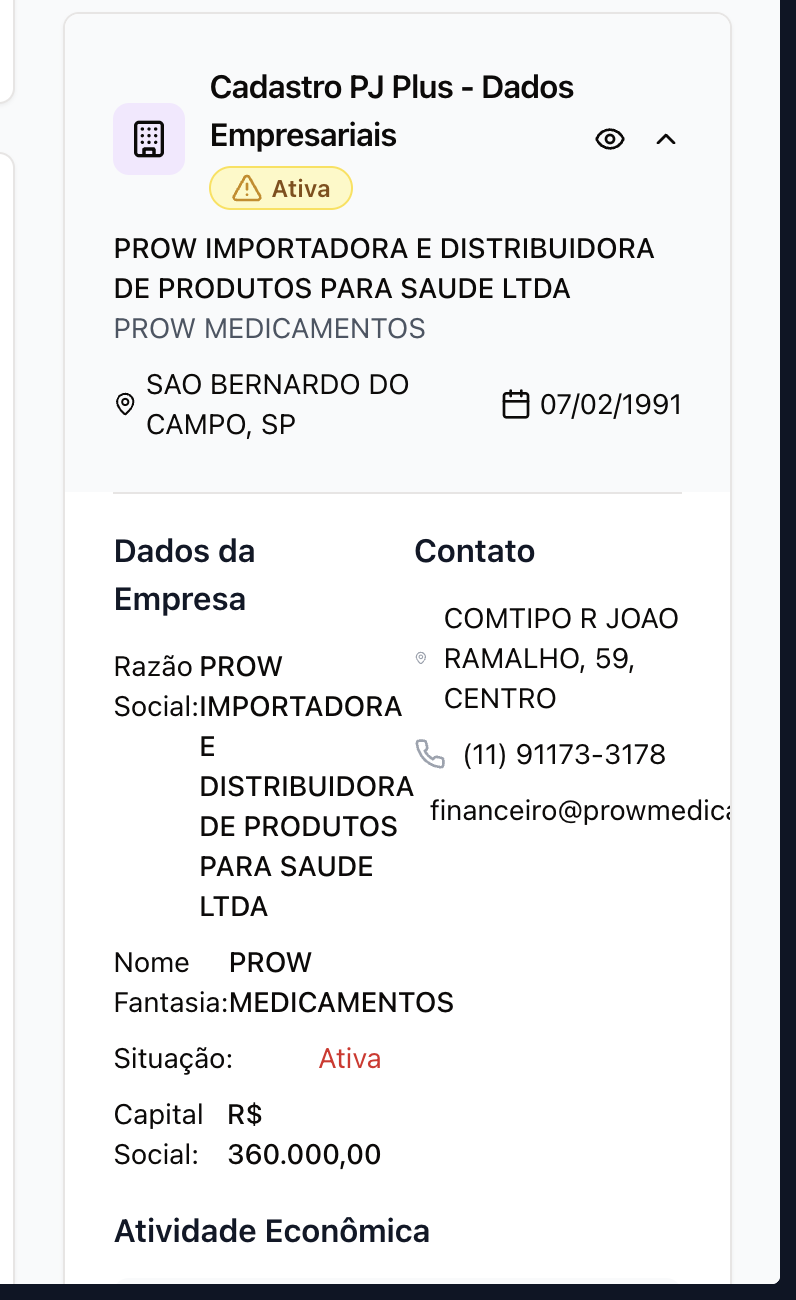 Cadastro PJ Plus - Dados
Empresariais
Ativa
PROW IMPORTADORA E DISTRIBUIDORA
DE PRODUTOS PARA SAUDE LTDA
PROW MEDICAMENTOS
SAO BERNARDO DO
CAMPO, SP
07/02/1991
Dados da
Empresa
Razão
Social:
PROW
IMPORTADORA
E
DISTRIBUIDORA
DE PRODUTOS
PARA SAUDE
LTDA
Nome
Fantasia:
PROW
MEDICAMENTOS
Situação:
Ativa
Capital
Social:
R$
360.000,00
Contato
COMTIPO R JOAO
RAMALHO, 59,
CENTRO
(11) 91173-3178
financeiro@prowmedica
Atividade Econômica